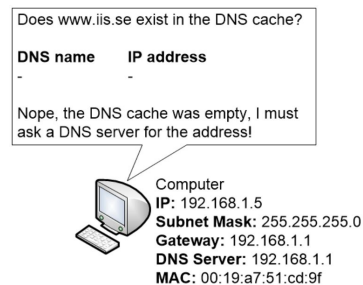 Does www.iis.se exist in the DNS cache?
DNS name IP address
- -
Nope, the DNS cache was empty, I must
ask a DNS server for the address!
Computer
IP: 192.168.1.5
Subnet Mask: 255.255.255.0
Gateway: 192.168.1.1
DNS Server: 192.168.1.1
MAC: 00:19:a7:51:cd:9f